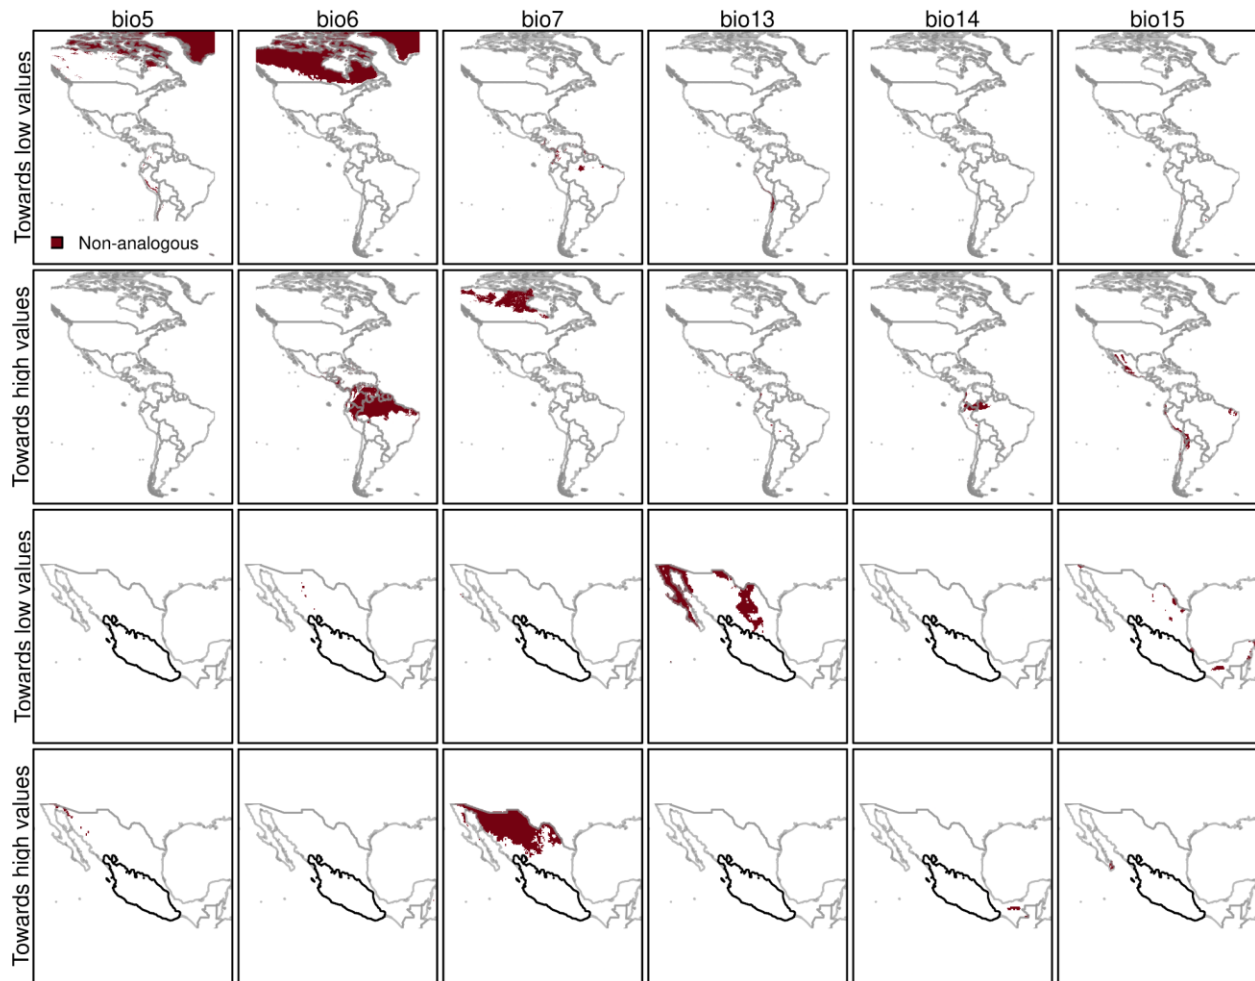 bio5 bio6 bio7 bio13 bio14 bio15
Towards low values
Non-analogous
Towards high values
Towards low values
Towards high values